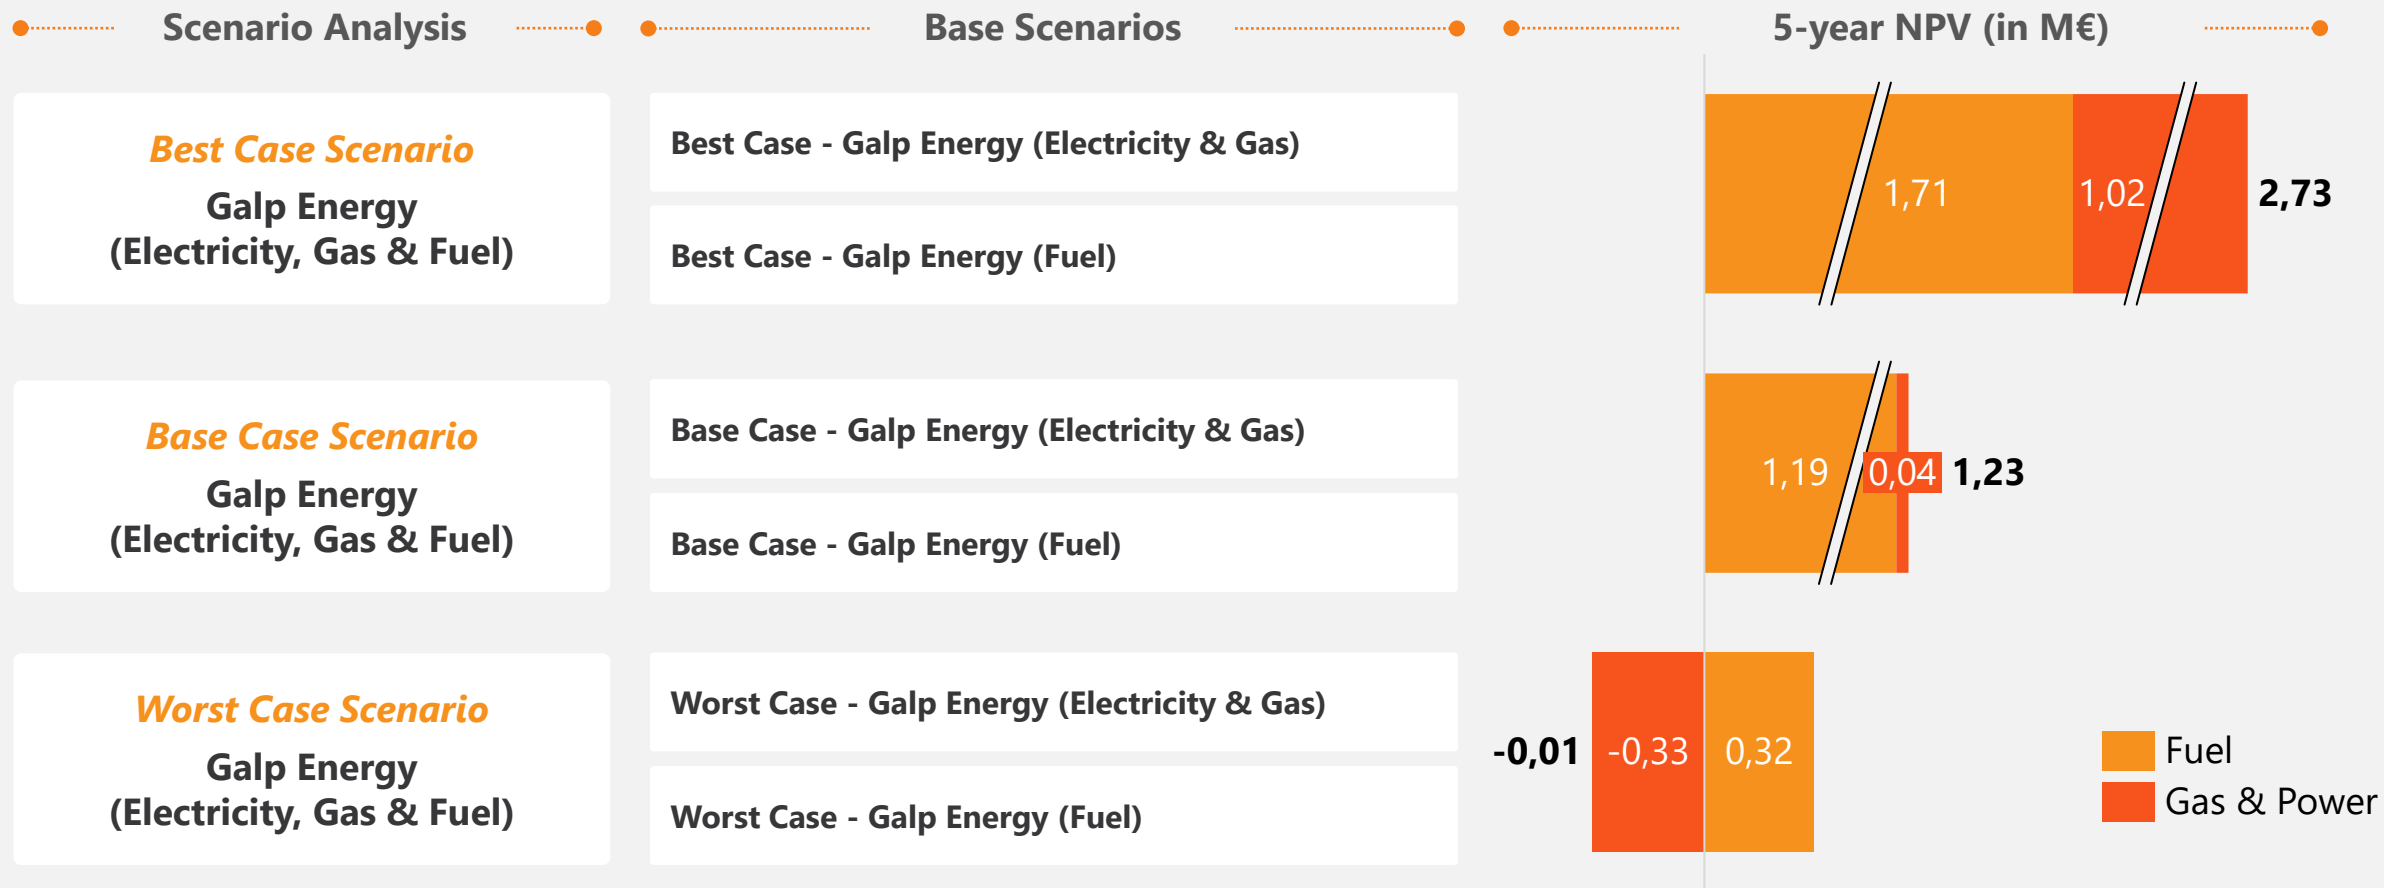 Scenario Analysis
Base Scenarios
5-year NPV (in M€)
Best Case Scenario
Galp Energy
(Electricity, Gas & Fuel)
Best Case - Galp Energy (Electricity & Gas)
Best Case - Galp Energy (Fuel)
1,71
1,02
2,73
Base Case Scenario
Galp Energy
(Electricity, Gas & Fuel)
Base Case - Galp Energy (Electricity & Gas)
Base Case - Galp Energy (Fuel)
1,19
0,04
1,23
Worst Case Scenario
Galp Energy
(Electricity, Gas & Fuel)
Worst Case - Galp Energy (Electricity & Gas)
Worst Case - Galp Energy (Fuel)
-0,01
-0,33
0,32
Fuel
Gas & Power